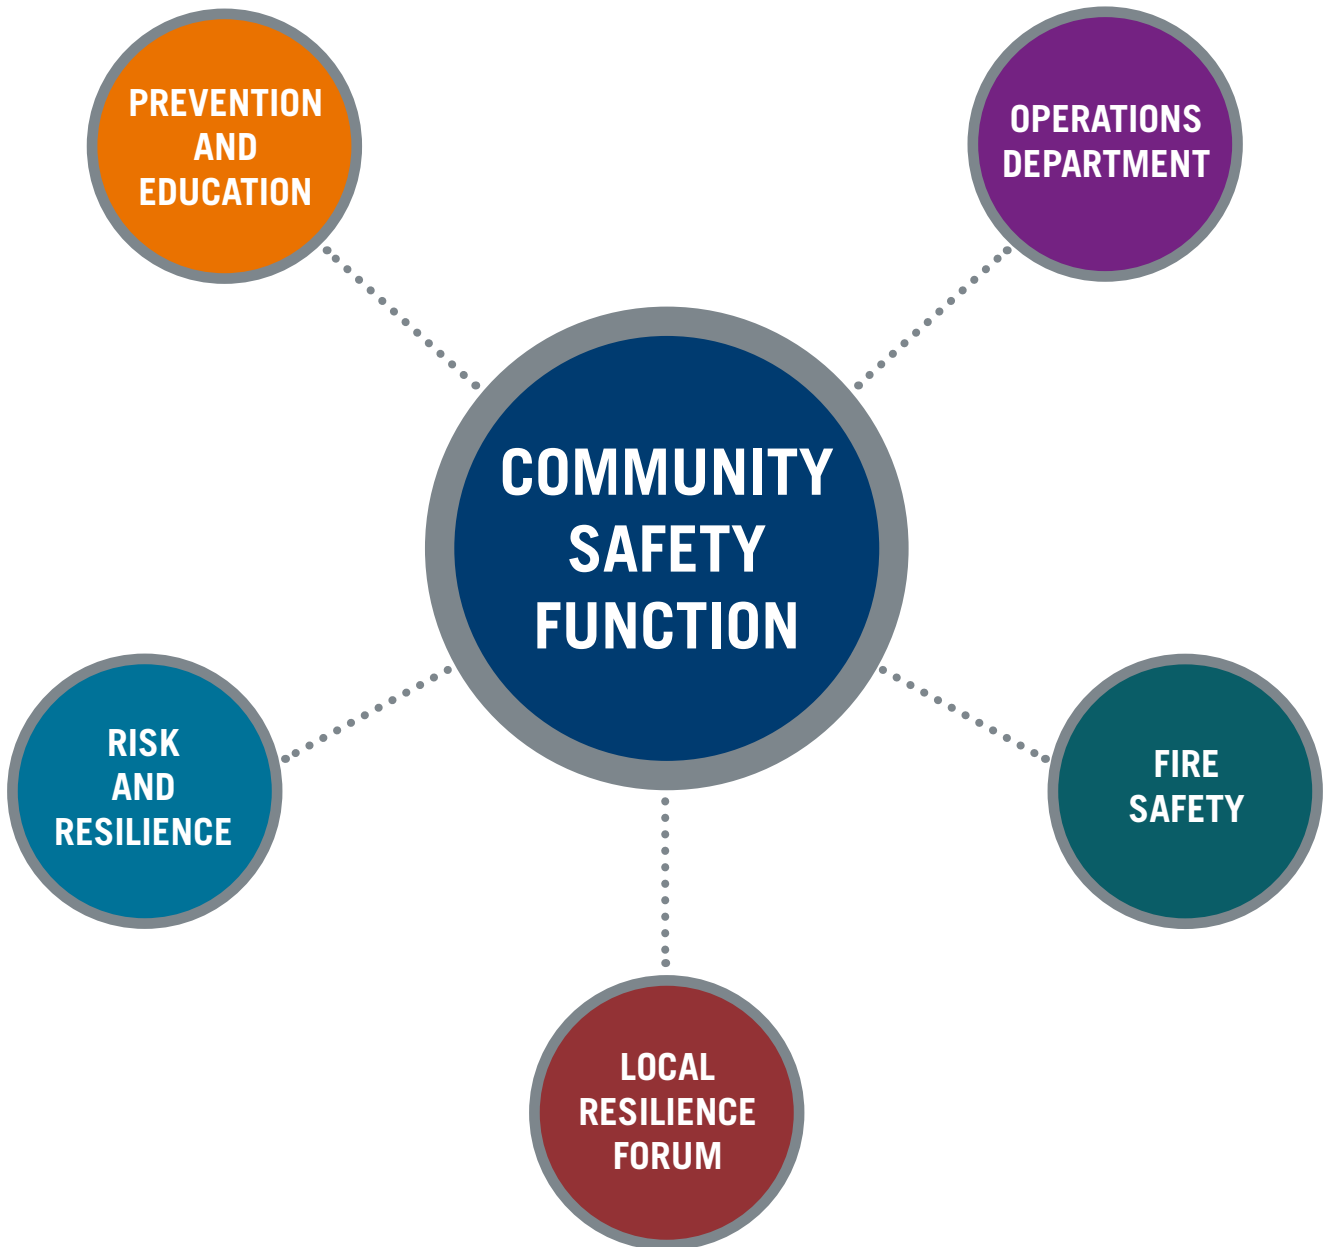 PREVENTION
AND
EDUCATION
OPERATIONS
DEPARTMENT
COMMUNITY
SAFETY
FUNCTION
RISK
AND
RESILIENCE
FIRE
SAFETY
LOCAL
RESILIENCE
FORUM